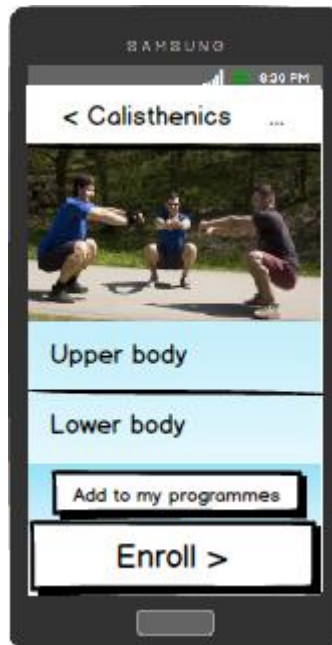 SAMSUNG
8:30 PM
< Calisthenics ...
Upper body
Lower body
Add to my programmes
Enroll >